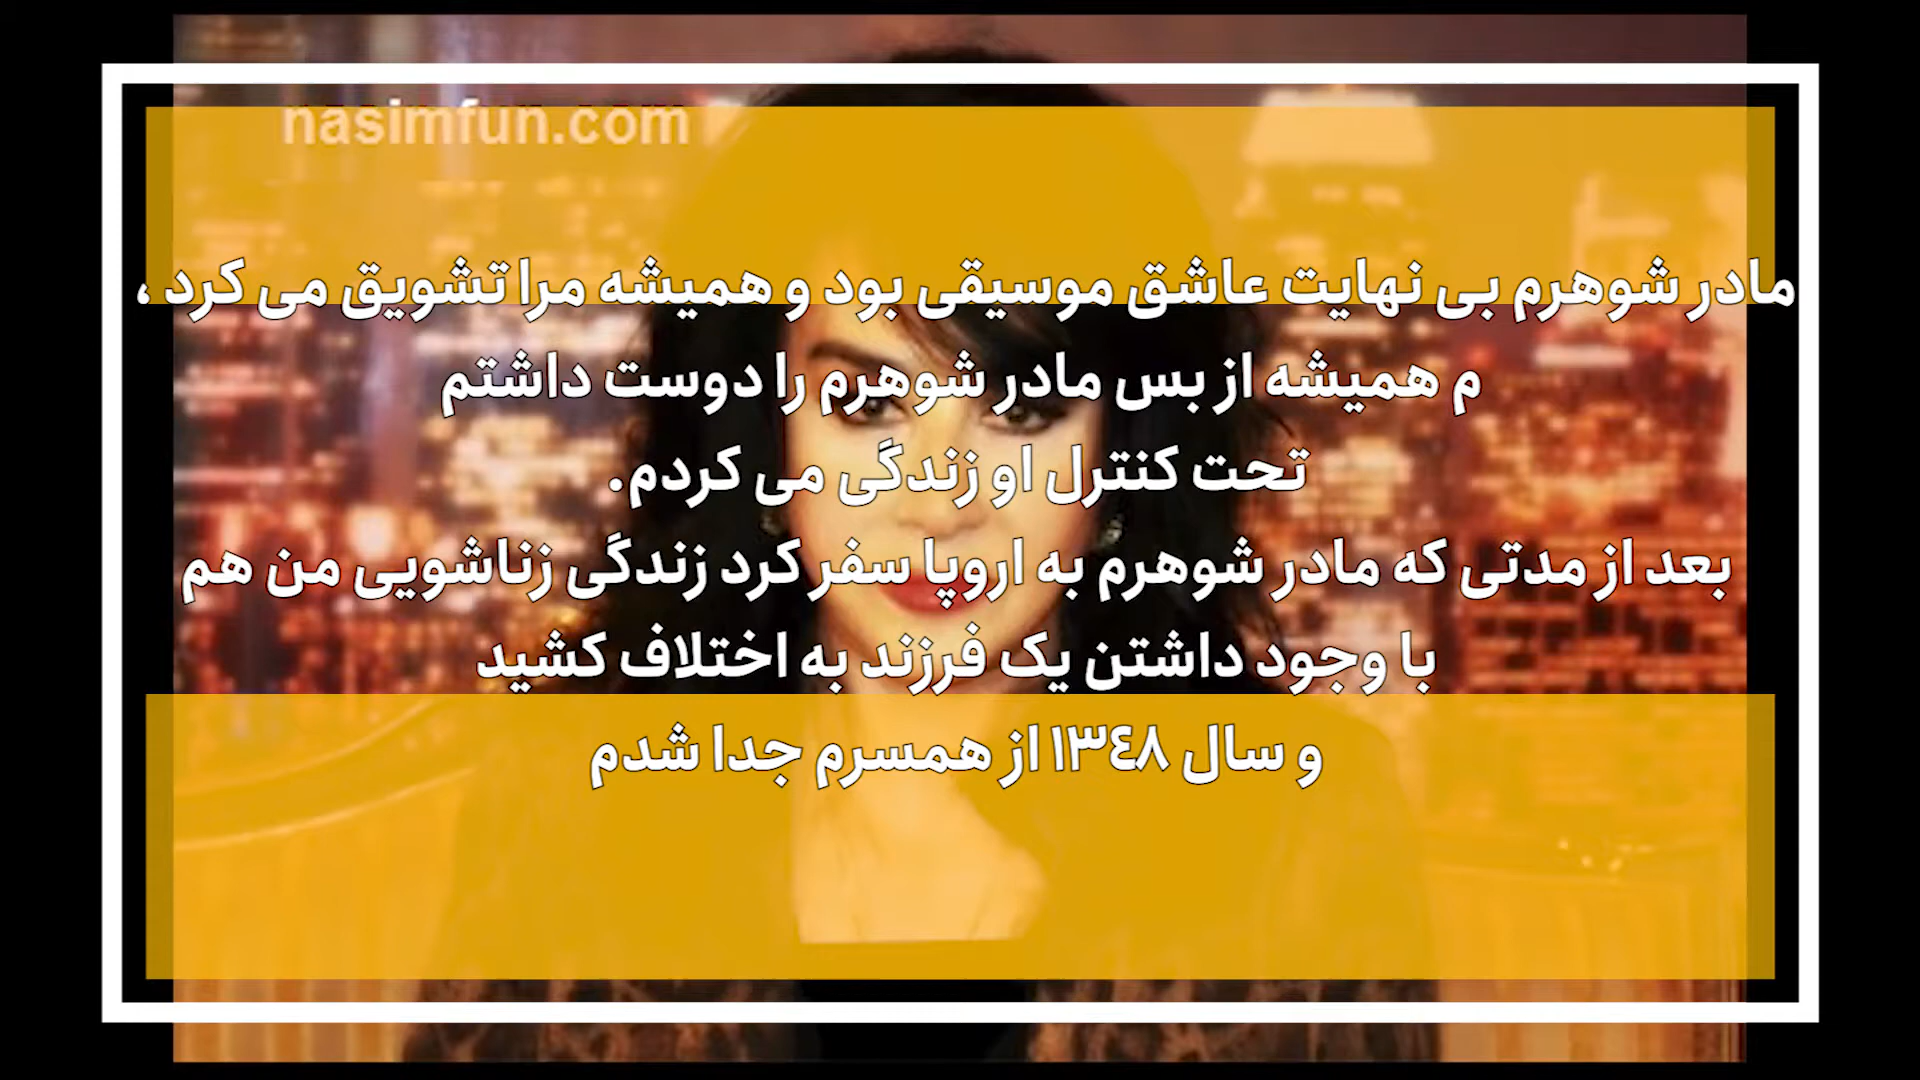 nasimfun.com
مادر شوهرم بی نهایت عاشق موسیقی بود و همیشه مرا تشویق می کرد ،
م همیشه از بس مادر شوهرم را دوست داشتم
تحت کنترل او زندگی می کردم.
بعد از مدتی که مادر شوهرم به اروپا سفر کرد زندگی زناشویی من هم
با وجود داشتن یک فرزند به اختلاف کشید
و سال ١٣٤٨ از همسرم جدا شدم